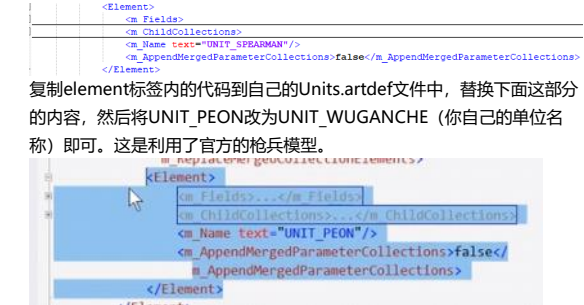 <Element>
<m_Fields>
<m_ChildCollections>
<m_Name text="UNIT_SPEARMAN"/>
<m_AppendMergedParameterCollections>false</m_AppendMergedParameterCollections>
</Element>
复制element标签内的代码到自己的Units.artdef文件中，替换下面这部分
的内容，然后将UNIT_PEON改为UNIT_WUGANCHE（你自己的单位名
称）即可。这是利用了官方的枪兵模型。
m_ReplaceMergedCollectionElements>
<Element>
<m_Fields>...</m_Fields>
<m_ChildCollections>...</m_ChildCollections>
<m_Name text="UNIT_PEON"/>
<m_AppendMergedParameterCollections>false</
m_AppendMergedParameterCollections>
</Element>